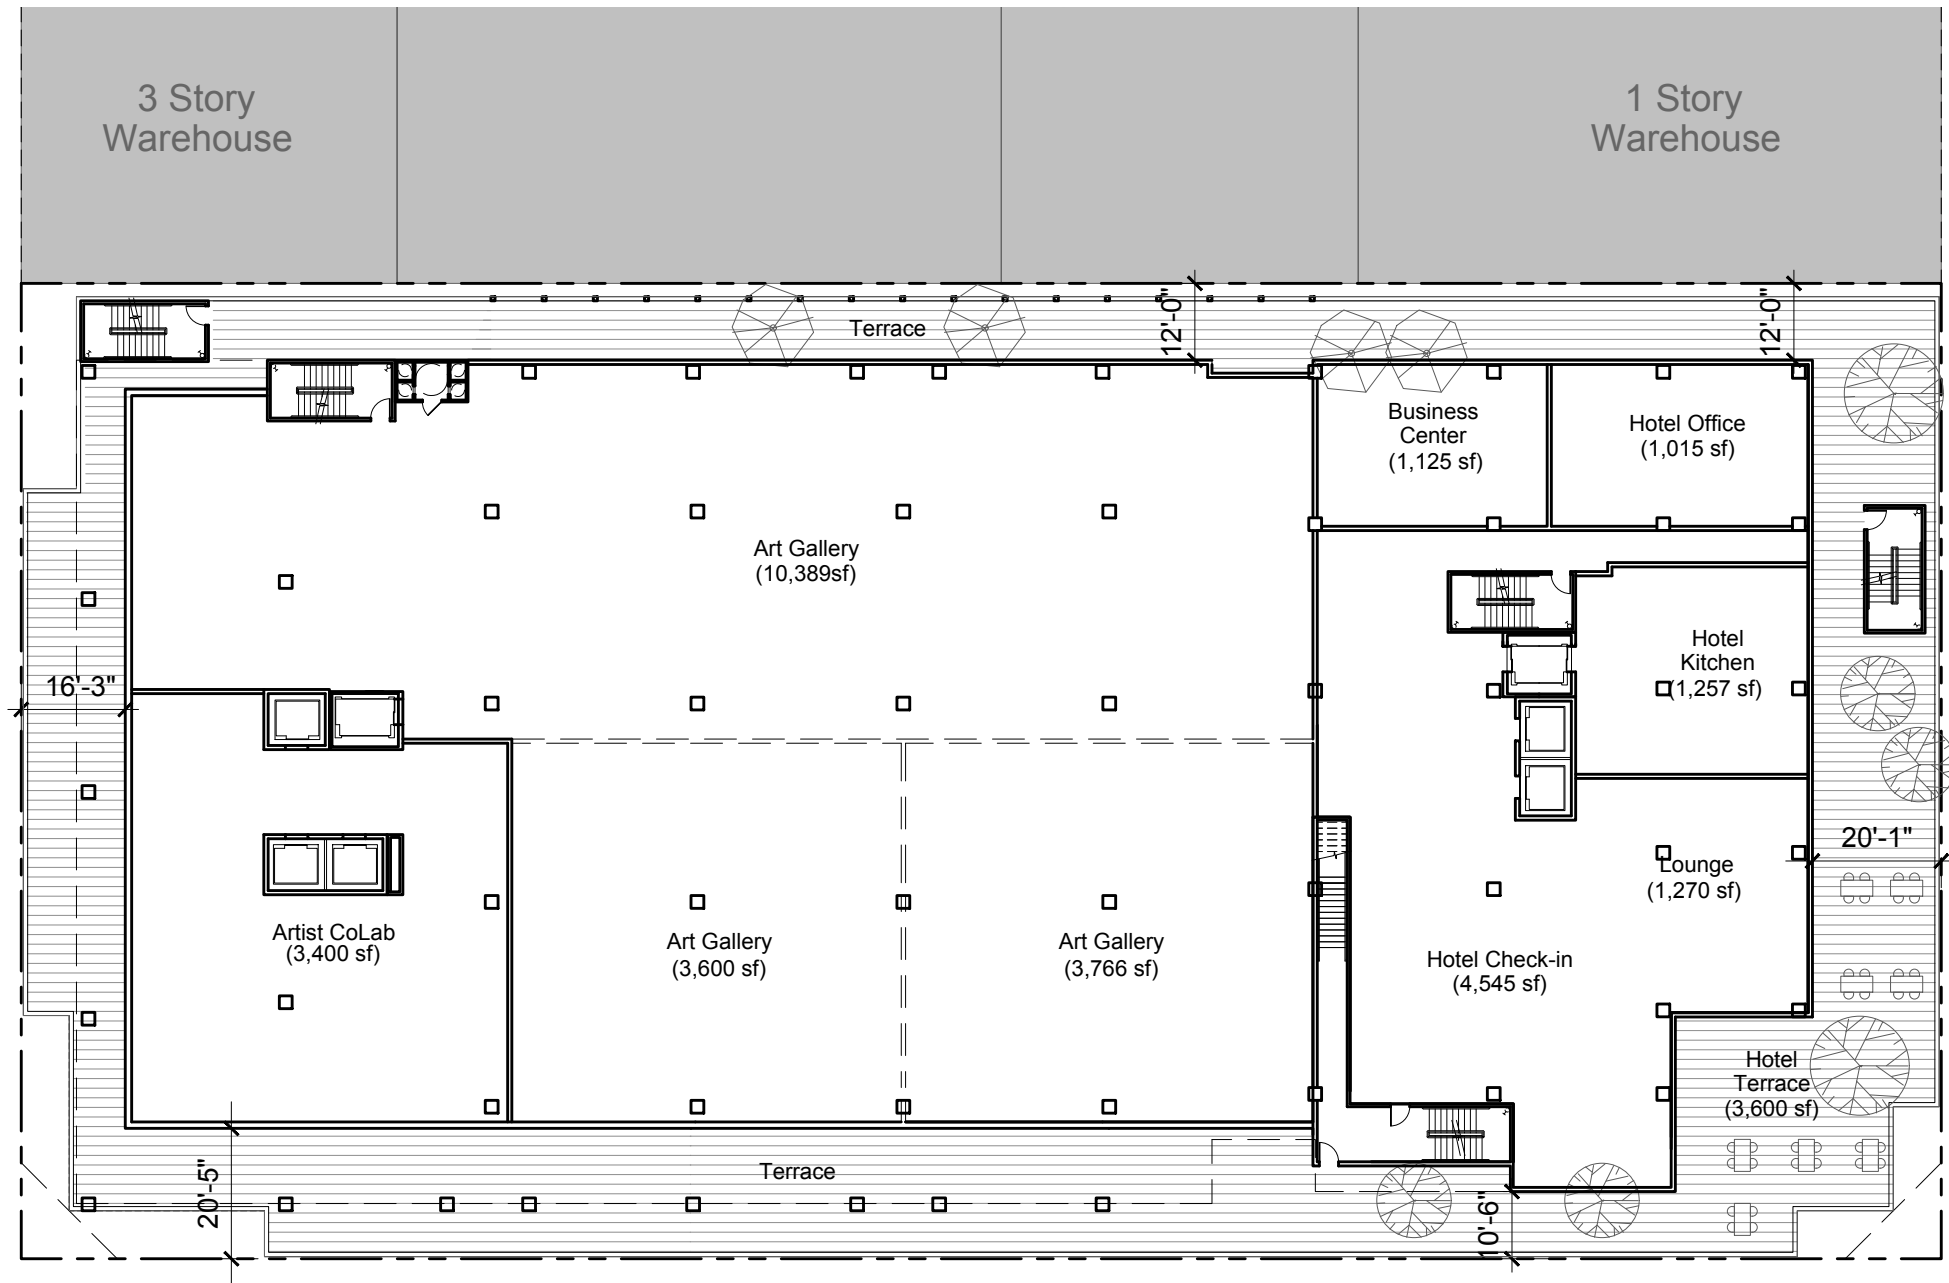 3 Story
Warehouse
1 Story
Warehouse
12'-0"
12'-0"
Terrace
Business
Center
(1,125 sf)
Hotel Office
(1,015 sf)
Art Gallery
(10,389sf)
Hotel
Kitchen
(1,257 sf)
16'-3"
20'-1"
Lounge
(1,270 sf)
Artist CoLab
(3,400 sf)
Art Gallery
(3,600 sf)
Art Gallery
(3,766 sf)
Hotel Check-in
(4,545 sf)
Hotel
Terrace
(3,600 sf)
Terrace
20'-5"
10'-6"